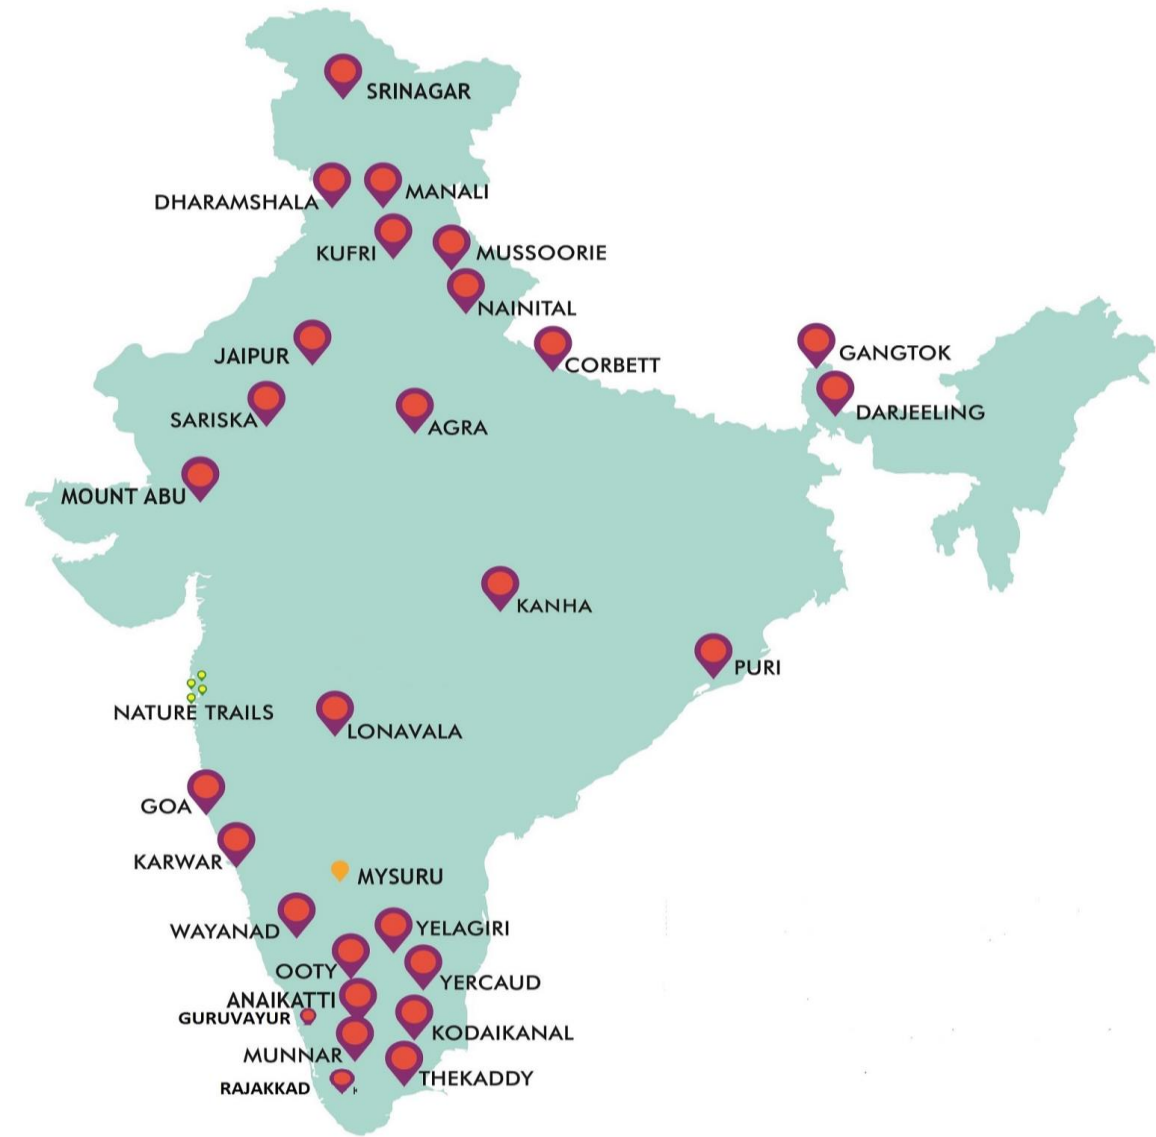 SRINAGAR
DHARAMSHALA
MANALI
KUFRI
MUSSOORIE
NAINITAL
JAIPUR
CORBETT
GANGTOK
SARISKA
AGRA
DARJEELING
MOUNT ABU
KANHA
PURI
NATURE TRAILS
LONAVALA
GOA
KARWAR
MYSURU
WAYANAD
YELAGIRI
OOTY
YERCAUD
ANAIKATTI
GURUVAYUR
KODAIKANAL
MUNNAR
THEKADDY
RAJAKKAD